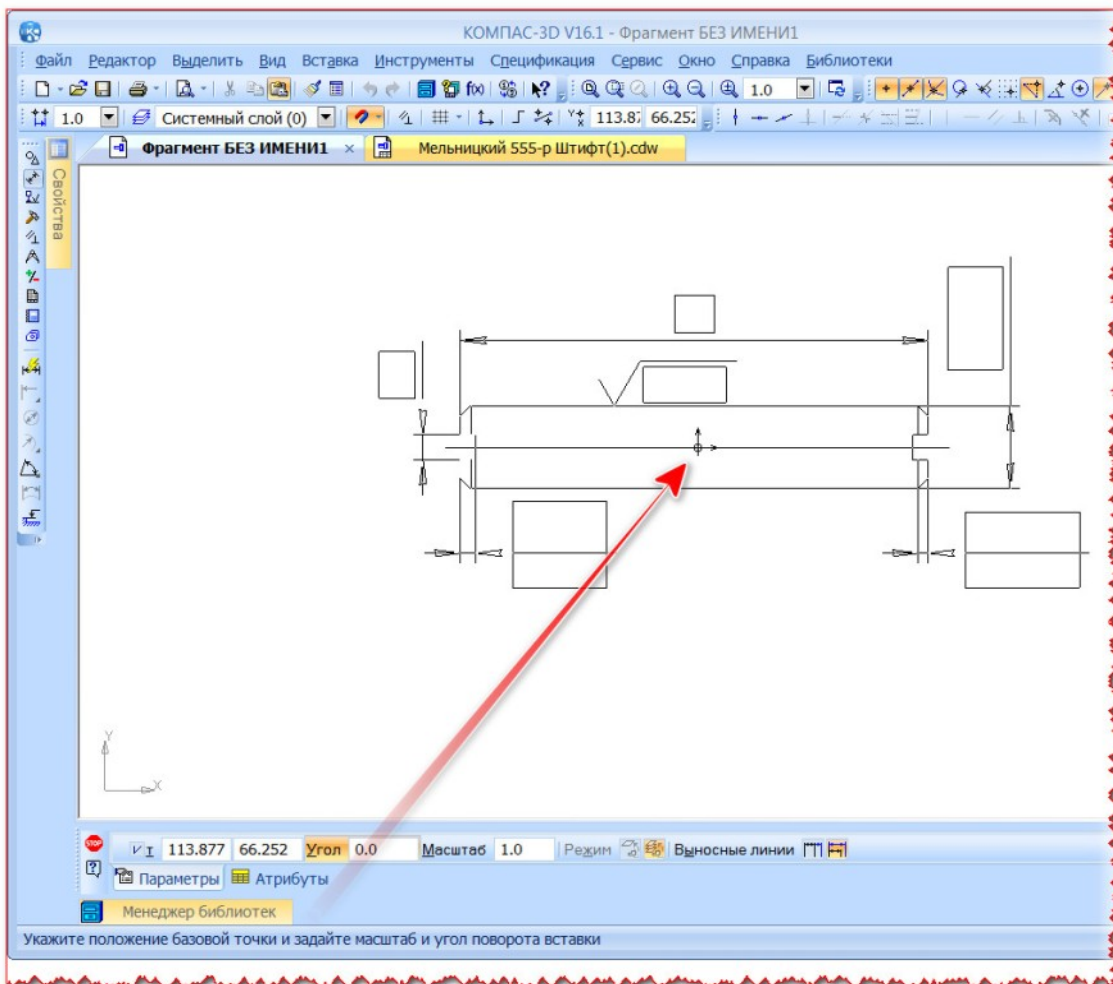 КОМПАС-3D V16.1 - Фрагмент БЕЗ ИМЕНИ1
Файл Редактор Выделить Вид Вставка Инструменты Спецификация Сервис Окно Справка Библиотеки
f(x) 1.0
1.0 Системный слой (0) 113.8 66.25
Фрагмент БЕЗ ИМЕНИ1 × Мельницкий 555-р Штифт(1).cdw
Свойства
Y
X
STOP т 113.877 66.252 Угол 0.0 Масштаб 1.0 Режим Выносные линии
Параметры Атрибуты
Менеджер библиотек
Укажите положение базовой точки и задайте масштаб и угол поворота вставки